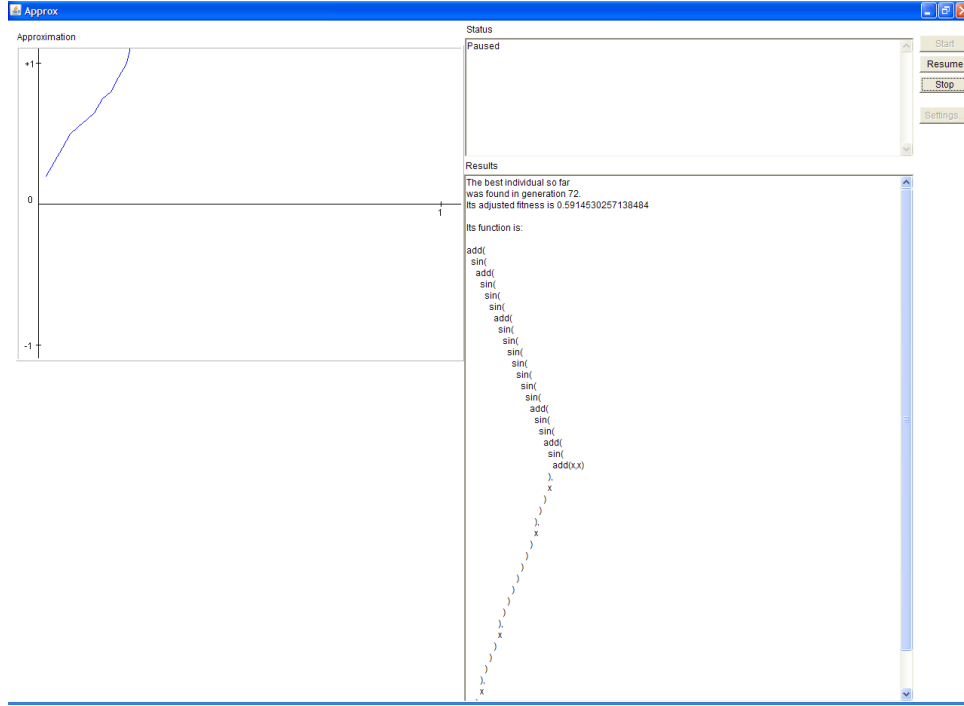 Approx
Approximation
+1
0
1
-1
Status
Paused
Start
Resume
Stop
Settings...
Results
The best individual so far
was found in generation 72.
Its adjusted fitness is 0.5914530257138484
Its function is:
add(
sin(
add(
sin(
sin(
sin(
add(
sin(
sin(
sin(
sin(
sin(
sin(
sin(
add(
sin(
sin(
add(
sin(
add(x,x)
),
x
)
)
),
x
)
)
)
)
)
)
)
),
x
)
)
)
),
x